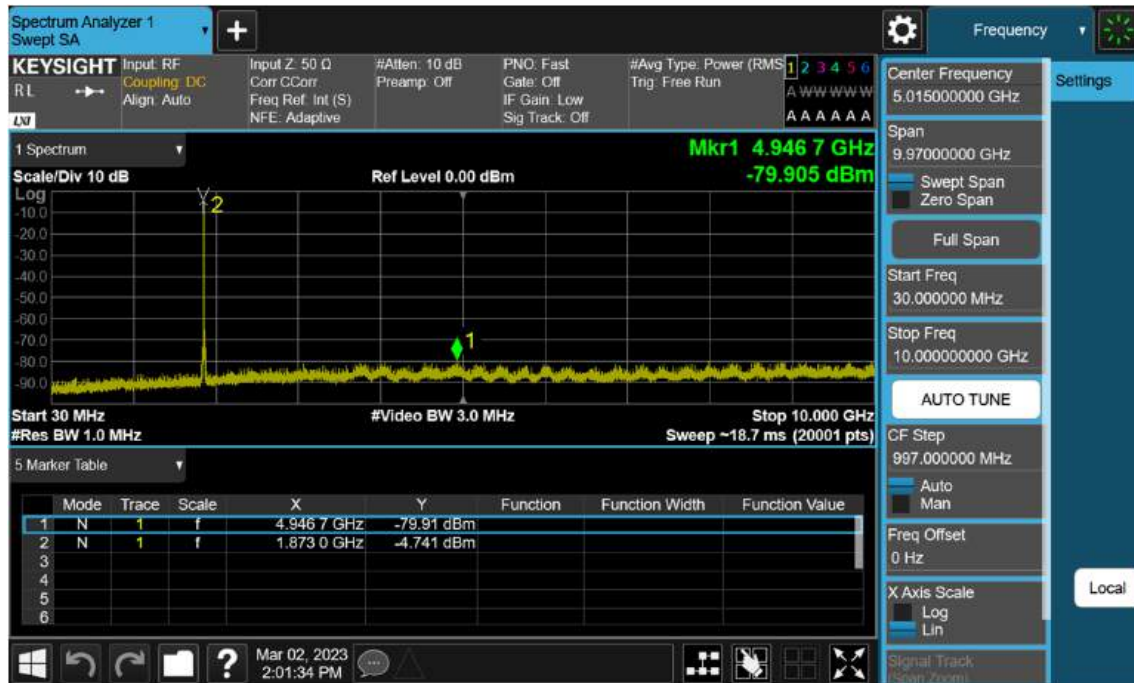 Spectrum Analyzer 1
Swept SA
+
Frequency
KEYSIGHT
RL
LXI
Input: RF
Coupling: DC
Align: Auto
Input Z: 50 Ω
Corr CCorr
Freq Ref: Int (S)
NFE: Adaptive
#Atten: 10 dB
Preamp: Off
PNO: Fast
Gate: Off
IF Gain: Low
Sig Track: Off
#Avg Type: Power (RMS
Trig: Free Run
1 2 3 4 5 6
A W W W W W
A A A A A A
1 Spectrum
Mkr1 4.946 7 GHz
Scale/Div 10 dB
Ref Level 0.00 dBm
-79.905 dBm
Log
-10.0
-20.0
-30.0
-40.0
-50.0
-60.0
-70.0
-80.0
-90.0
2
1
Start 30 MHz
#Video BW 3.0 MHz
Stop 10.000 GHz
#Res BW 1.0 MHz
Sweep ~18.7 ms (20001 pts)
5 Marker Table
Mode Trace Scale X Y Function Function Width Function Value
1 N 1 f 4.946 7 GHz -79.91 dBm
2 N 1 f 1.873 0 GHz -4.741 dBm
3
4
5
6
?
Mar 02, 2023
2:01:34 PM
Center Frequency
5.015000000 GHz
Settings
Span
9.97000000 GHz
Swept Span
Zero Span
Full Span
Start Freq
30.000000 MHz
Stop Freq
10.000000000 GHz
AUTO TUNE
CF Step
997.000000 MHz
Auto
Man
Freq Offset
0 Hz
X Axis Scale
Log
Lin
Local
Signal Track
(Span Zoom)